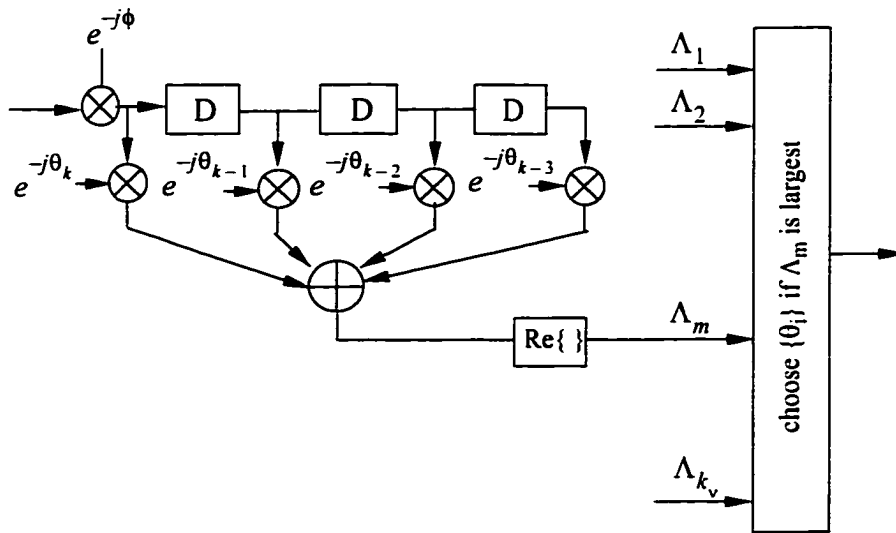 e^{-jϕ}
D D D
e^{-jθ_k} e^{-jθ_{k-1}} e^{-jθ_{k-2}} e^{-jθ_{k-3}}
Re{ }
Λ_1
Λ_2
Λ_m
Λ_{k_v}
choose {θ_i} if Λ_m is largest